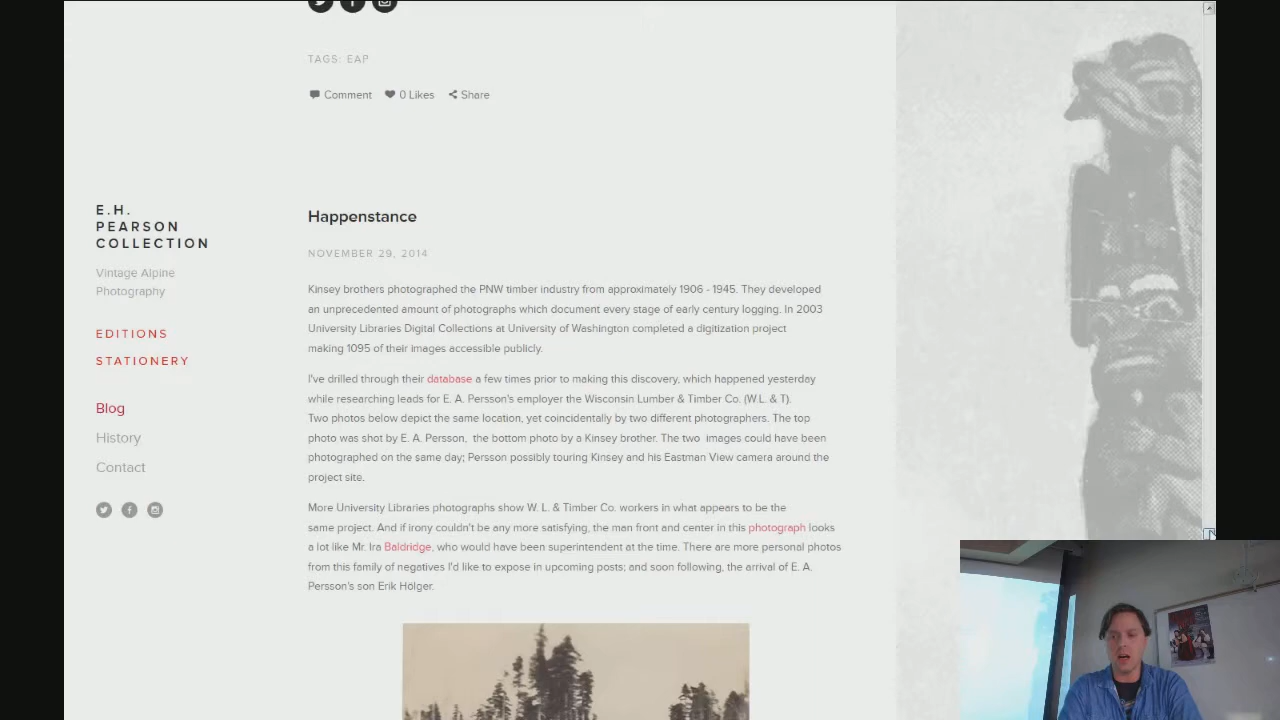 TAGS: EAP
Comment 0 Likes Share
E.H.
PEARSON
COLLECTION
Vintage Alpine
Photography
EDITIONS
STATIONERY
Blog
History
Contact
Happenstance
NOVEMBER 29, 2014
Kinsey brothers photographed the PNW timber industry from approximately 1906 - 1945. They developed
an unprecedented amount of photographs which document every stage of early century logging. In 2003
University Libraries Digital Collections at University of Washington completed a digitization project
making 1095 of their images accessible publicly.
I've drilled through their database a few times prior to making this discovery, which happened yesterday
while researching leads for E. A. Persson's employer the Wisconsin Lumber & Timber Co. (W.L. & T).
Two photos below depict the same location, yet coincidentally by two different photographers. The top
photo was shot by E. A. Persson, the bottom photo by a Kinsey brother. The two images could have been
photographed on the same day; Persson possibly touring Kinsey and his Eastman View camera around the
project site.
More University Libraries photographs show W. L. & Timber Co. workers in what appears to be the
same project. And if irony couldn't be any more satisfying, the man front and center in this photograph looks
a lot like Mr. Ira Baldridge, who would have been superintendent at the time. There are more personal photos
from this family of negatives I'd like to expose in upcoming posts; and soon following, the arrival of E. A.
Persson's son Erik Hölger.